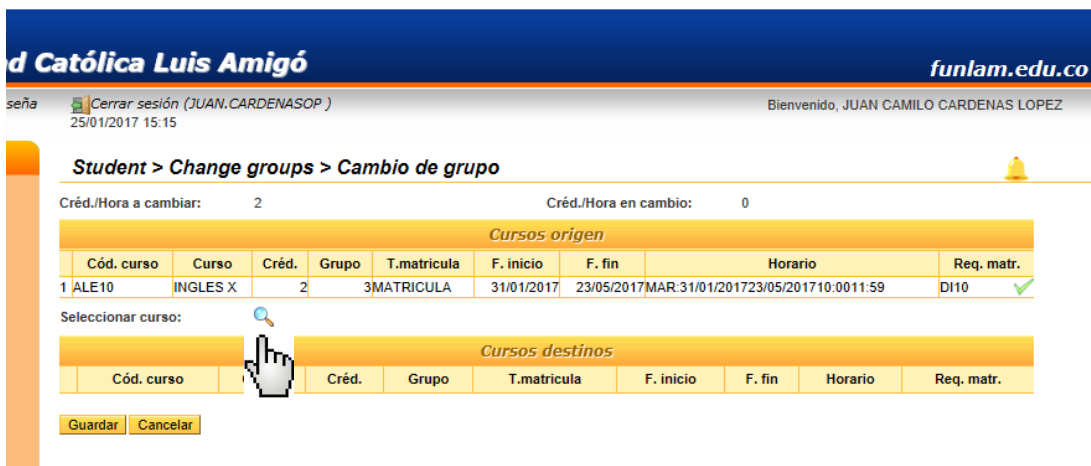 d Católica Luis Amigó
funlam.edu.co
seña Cerrar sesión (JUAN.CARDENASOP ) Bienvenido, JUAN CAMILO CARDENAS LOPEZ
25/01/2017 15:15
Student > Change groups > Cambio de grupo
Créd./Hora a cambiar: 2 Créd./Hora en cambio: 0
Cursos origen
Cód. curso Curso Créd. Grupo T.matricula F. inicio F. fin Horario Req. matr.
1 ALE10 INGLES X 2 3 MATRICULA 31/01/2017 23/05/2017 MAR:31/01/201723/05/201710:0011:59 DI10
Seleccionar curso:
Cursos destinos
Cód. curso Créd. Grupo T.matricula F. inicio F. fin Horario Req. matr.
Guardar Cancelar